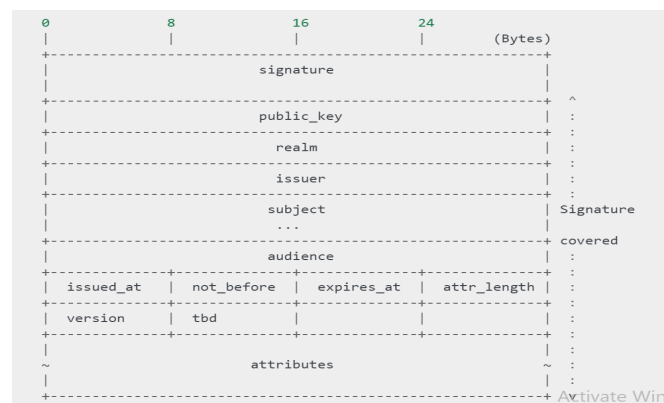 0 8 16 24
(Bytes)
signature
public_key
realm
issuer
subject
Signature
...
covered
audience
issued_at not_before expires_at attr_length
version tbd
attributes
Activate Win